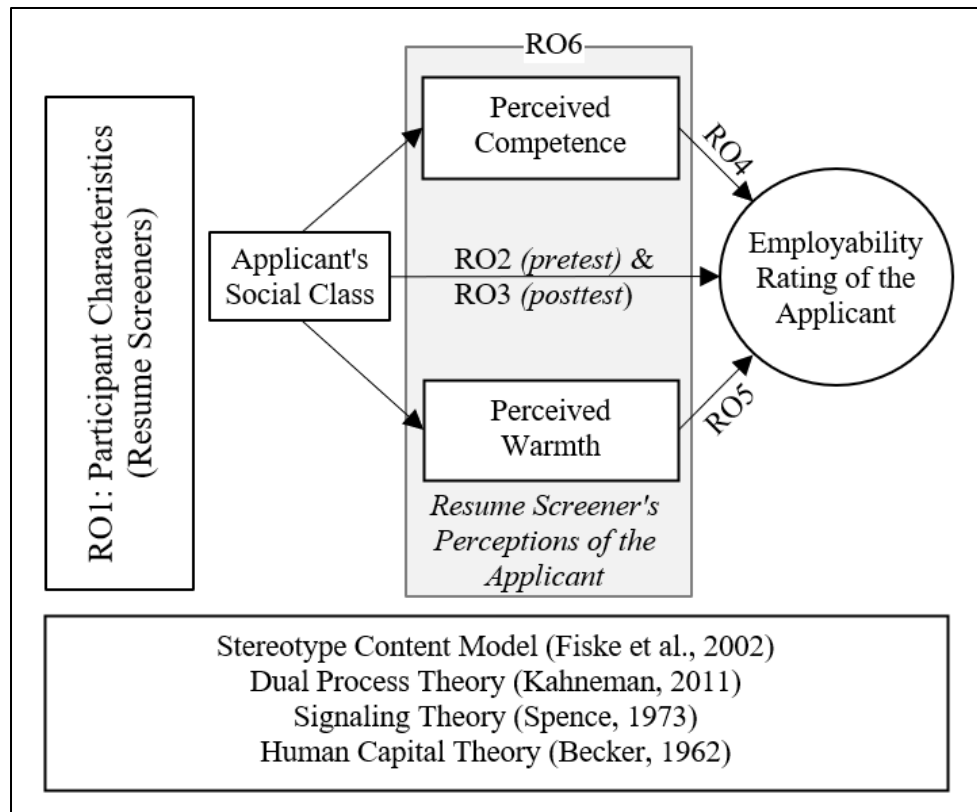 RO6
RO1: Participant Characteristics
(Resume Screeners)
Perceived
Competence
RO4
Applicant's
Social Class
RO2 (pretest) &
RO3 (posttest)
Employability
Rating of the
Applicant
Perceived
Warmth
RO5
Resume Screener's
Perceptions of the
Applicant
Stereotype Content Model (Fiske et al., 2002)
Dual Process Theory (Kahneman, 2011)
Signaling Theory (Spence, 1973)
Human Capital Theory (Becker, 1962)